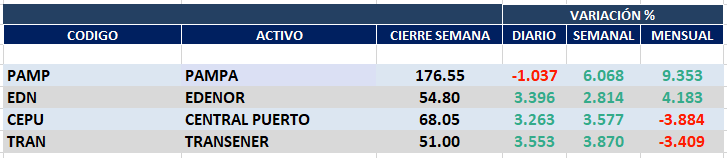 VARIACIÓN %
CODIGO ACTIVO CIERRE SEMANA DIARIO SEMANAL MENSUAL
PAMP PAMPA 176.55 -1.037 6.068 9.353
EDN EDENOR 54.80 3.396 2.814 4.183
CEPU CENTRAL PUERTO 68.05 3.263 3.577 -3.884
TRAN TRANSENER 51.00 3.553 3.870 -3.409